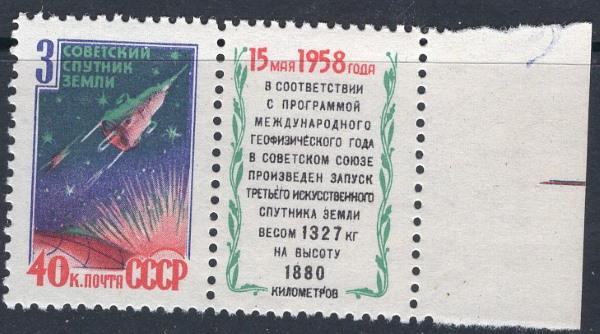 3 СОВЕТСКИЙ
СПУТНИК
ЗЕМЛИ
40 К. ПОЧТА СССР
15 МАЯ 1958 ГОДА
В СООТВЕТСТВИИ
С ПРОГРАММОЙ
МЕЖДУНАРОДНОГО
ГЕОФИЗИЧЕСКОГО ГОДА
В СОВЕТСКОМ СОЮЗЕ
ПРОИЗВЕДЕН ЗАПУСК
ТРЕТЬЕГО ИСКУССТВЕННОГО
СПУТНИКА ЗЕМЛИ
ВЕСОМ 1327 КГ
НА ВЫСОТУ
1880
КИЛОМЕТРОВ